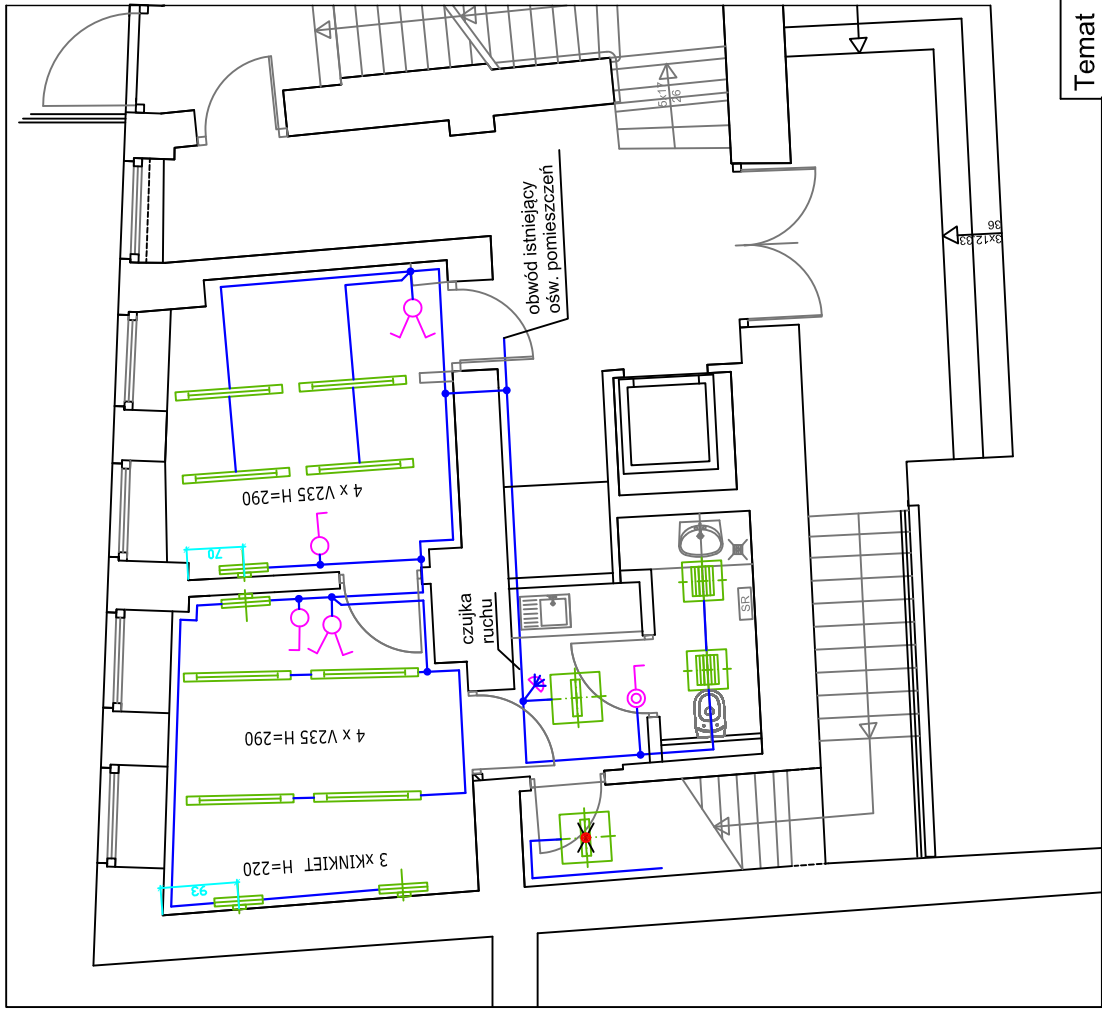 Temat
5x17
26
obwód istniejący
ośw. pomieszczeń
3x12,33
36
4 x V235 H=290
70
czujka
ruchu
SR
4 x V235 H=290
3 xKINKIET H=220
93